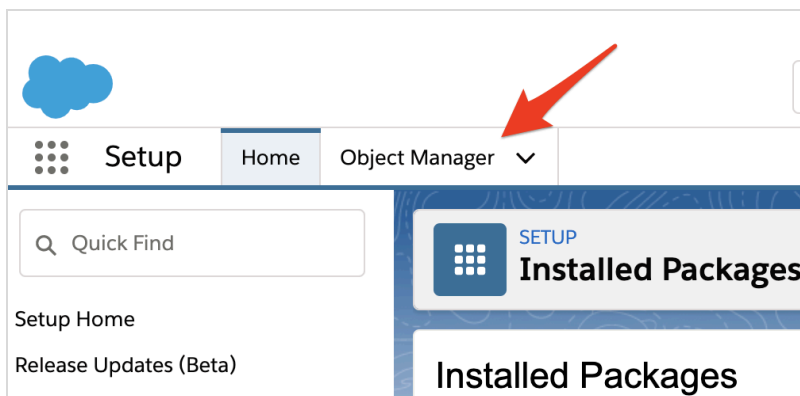 Setup Home Object Manager
Quick Find
SETUP
Installed Packages
Setup Home
Release Updates (Beta)
Installed Packages